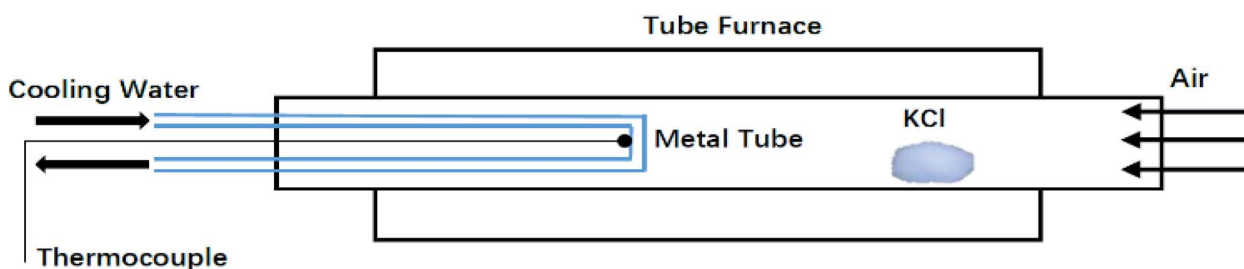 Tube Furnace
Cooling Water
Air
KCl
Metal Tube
Thermocouple